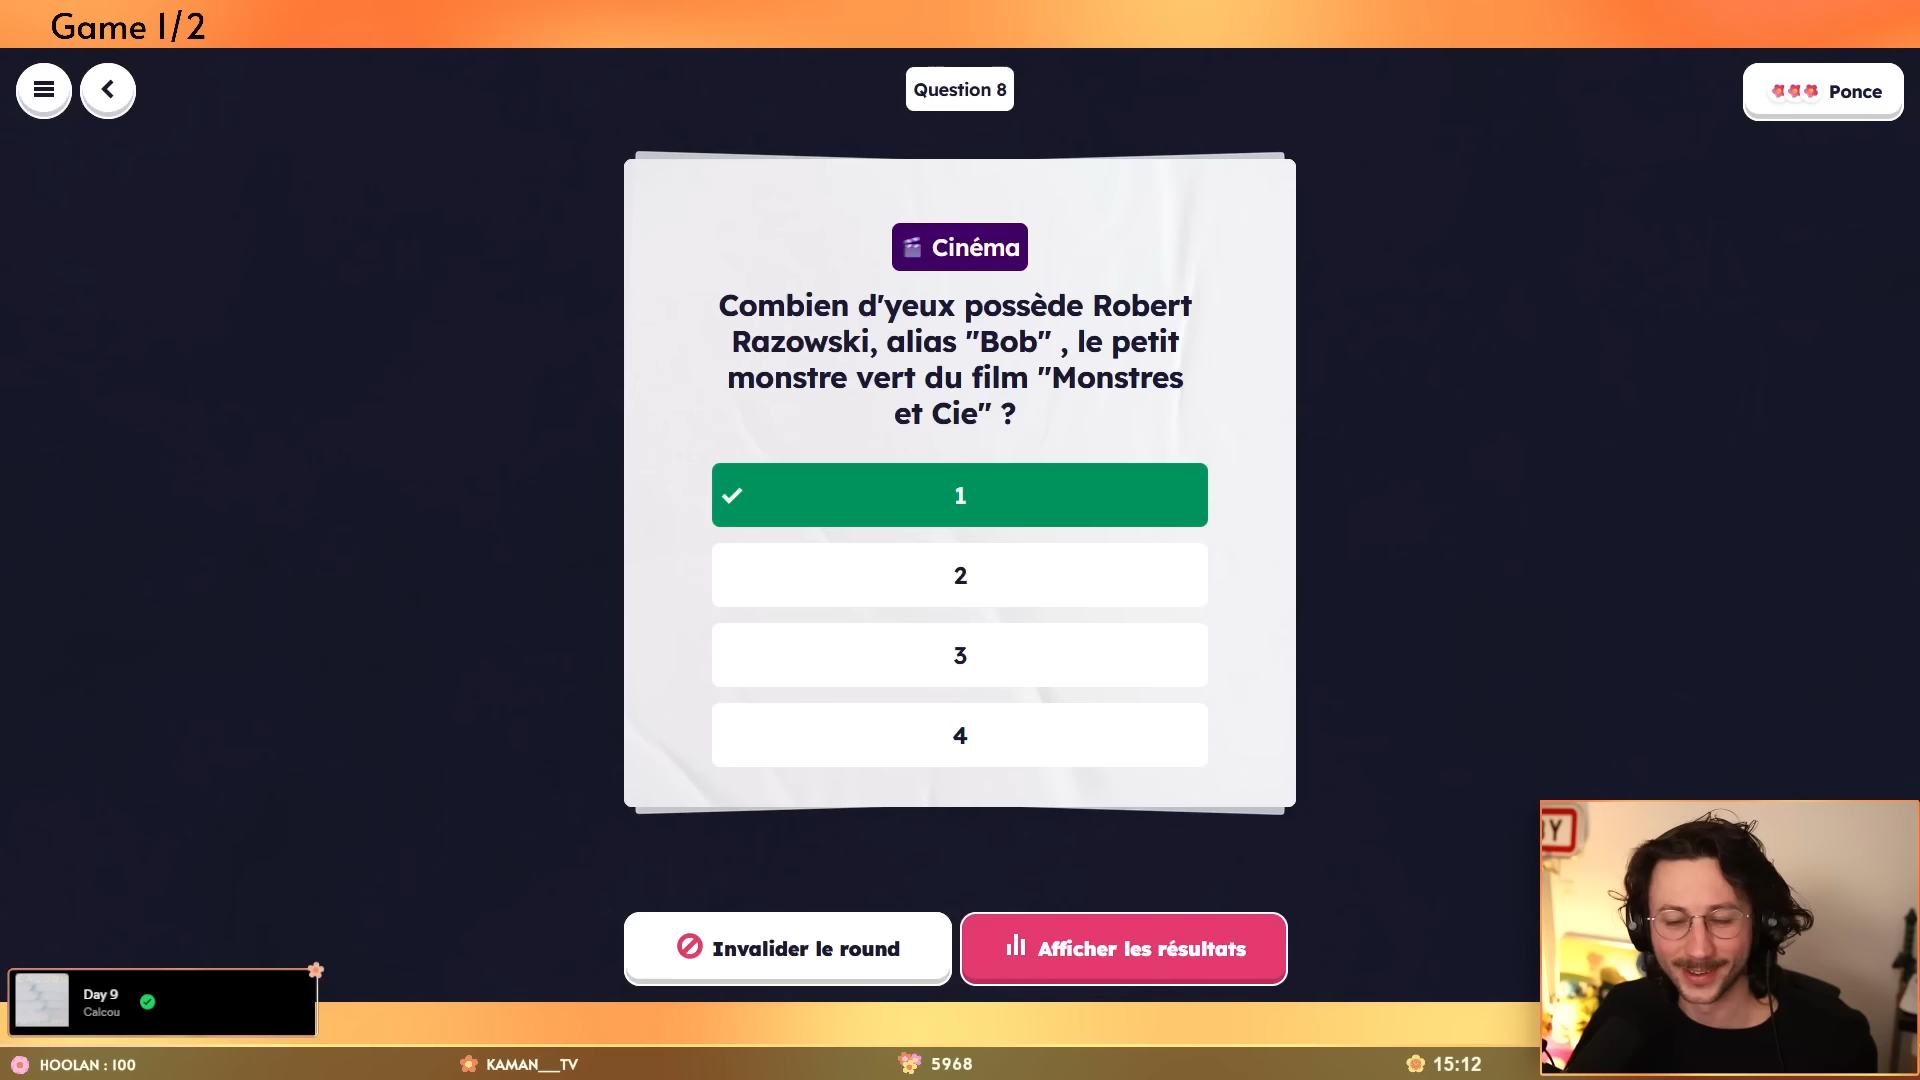 Game 1/2
Question 8
Ponce
Cinéma
Combien d'yeux possède Robert
Razowski, alias "Bob" , le petit
monstre vert du film "Monstres
et Cie" ?
1
2
3
4
Invalider le round
Afficher les résultats
Day 9
Calcou
BY
HOOLAN : 100
KAMAN__TV
5968
15:12